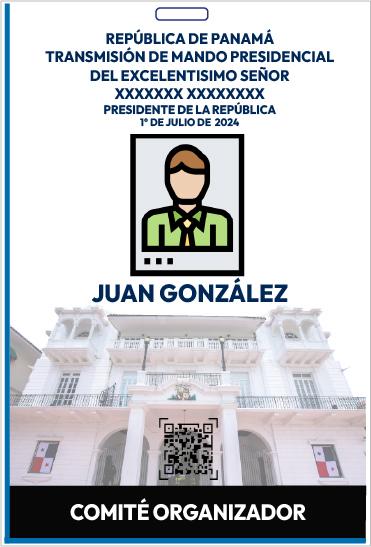 REPÚBLICA DE PANAMÁ
TRANSMISIÓN DE MANDO PRESIDENCIAL
DEL EXCELENTISIMO SEÑOR
XXXXXXX XXXXXXXX
PRESIDENTE DE LA REPÚBLICA
1° DE JULIO DE 2024
JUAN GONZÁLEZ
COMITÉ ORGANIZADOR